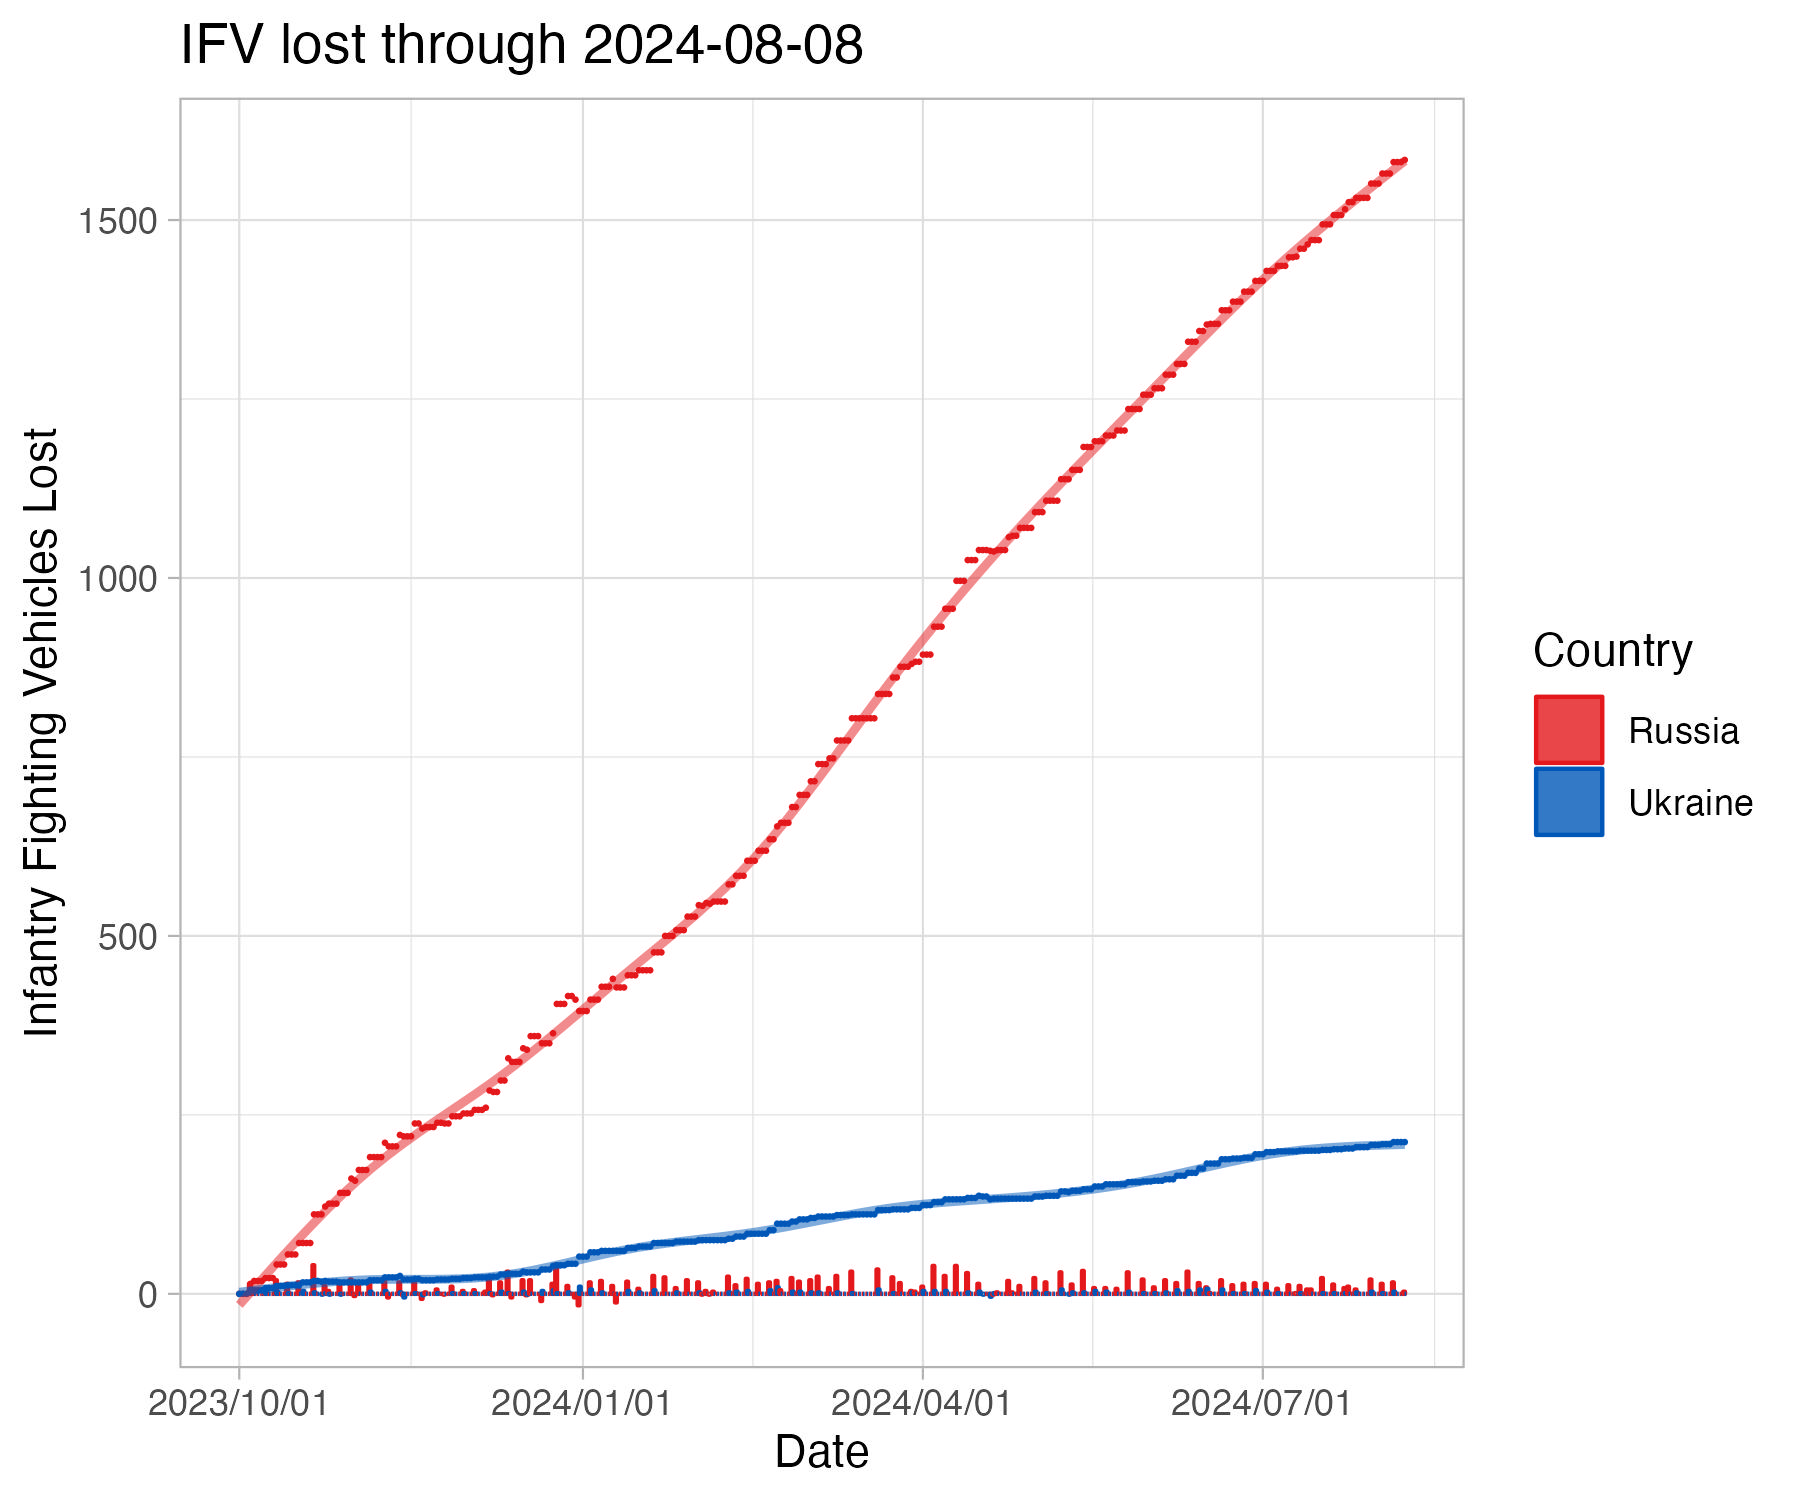 IFV lost through 2024-08-08
Infantry Fighting Vehicles Lost
1500
1000
500
0
2023/10/01
2024/01/01
2024/04/01
2024/07/01
Date
Country
Russia
Ukraine